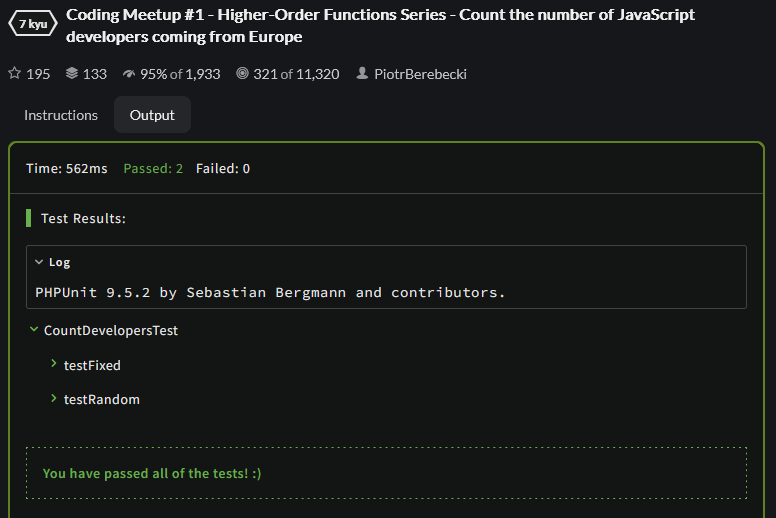 7 kyu
Coding Meetup #1 - Higher-Order Functions Series - Count the number of JavaScript
developers coming from Europe
195 133 95% of 1,933 321 of 11,320 PiotrBerebecki
Instructions Output
Time: 562ms Passed: 2 Failed: 0
Test Results:
Log
PHPUnit 9.5.2 by Sebastian Bergmann and contributors.
CountDevelopersTest
testFixed
testRandom
You have passed all of the tests! :)